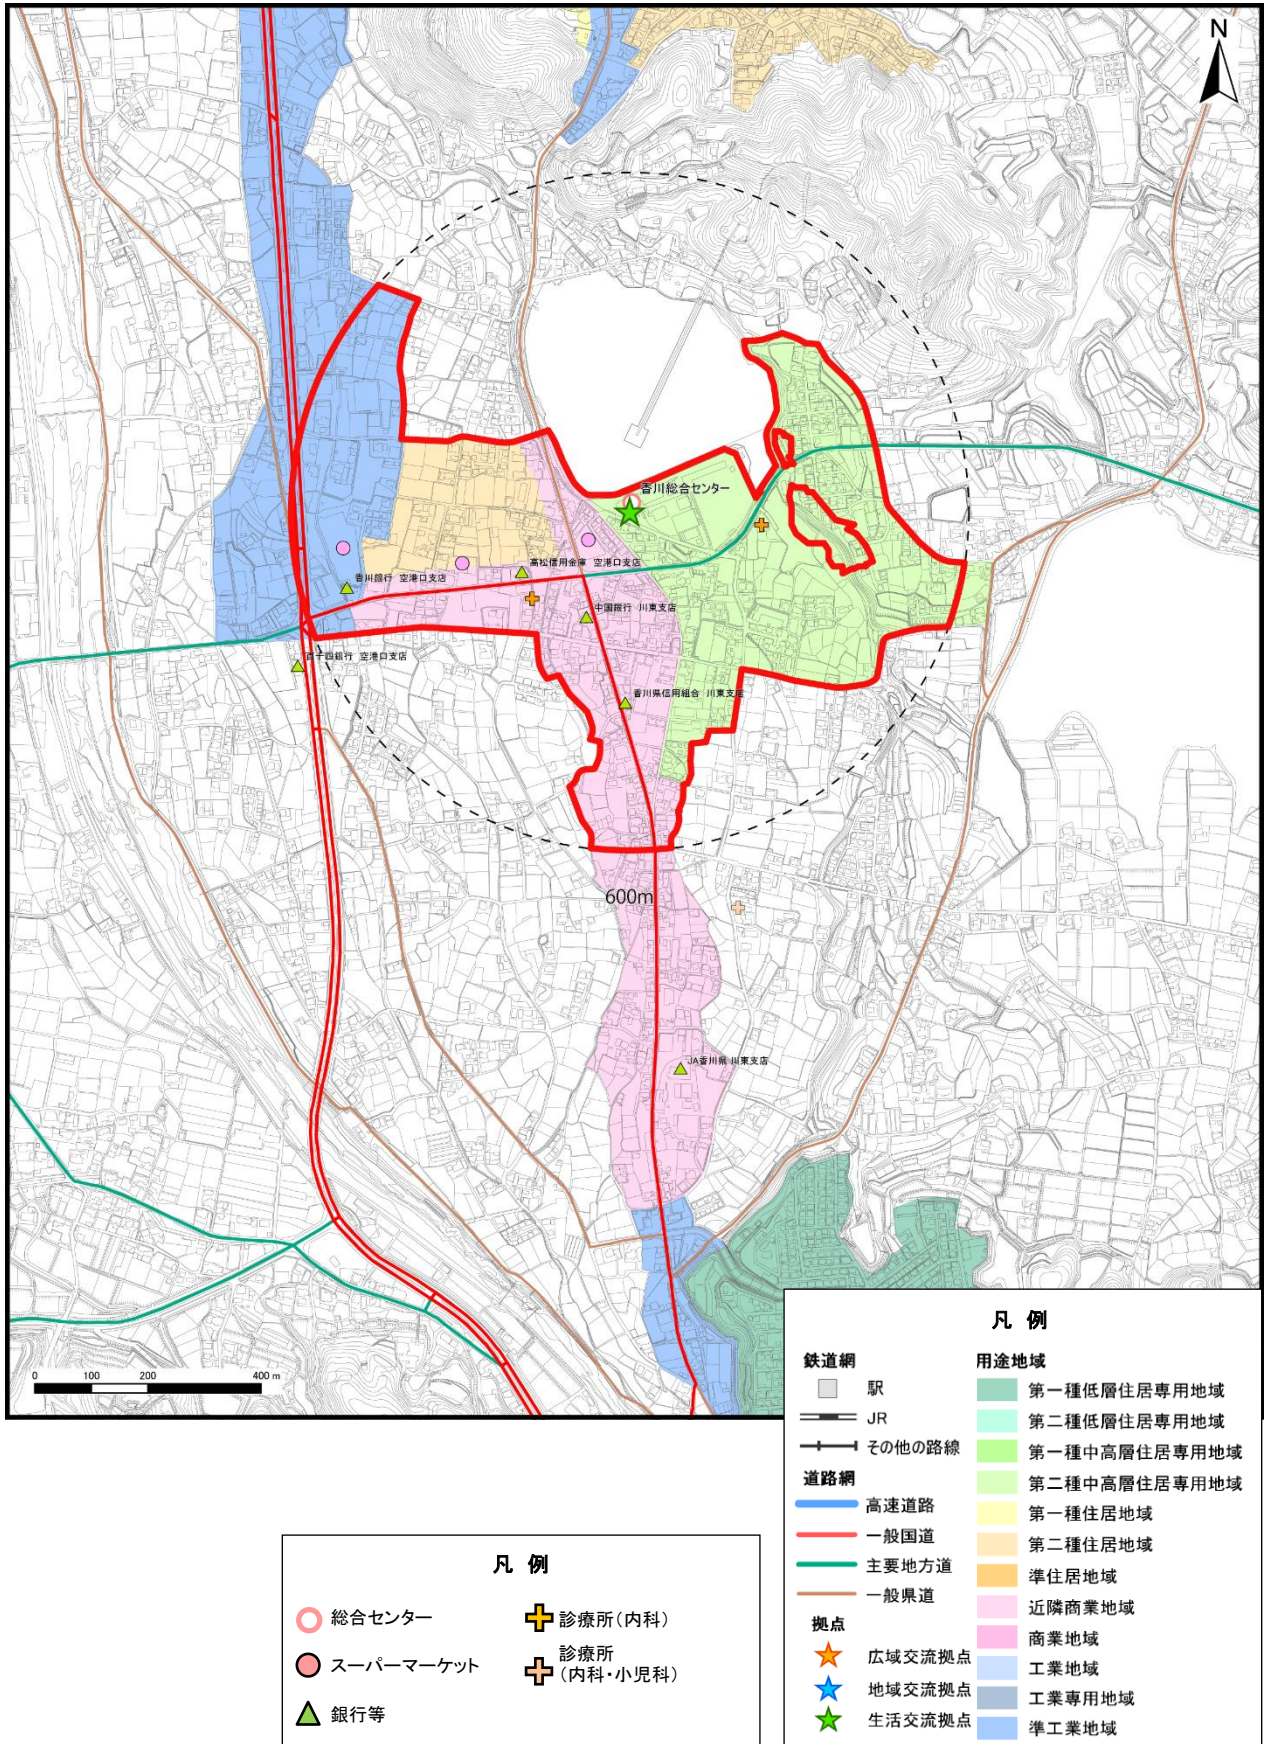 N
香川総合センター
高松信用金庫 空港口支店
香川銀行 空港口支店
中国銀行 川東支店
百十四銀行 空港口支店
香川県信用組合 川東支店
600m
JA香川県 川東支店
0 100 200 400 m
凡 例
鉄道網
駅
JR
その他の路線
道路網
高速道路
一般国道
主要地方道
一般県道
拠点
広域交流拠点
地域交流拠点
生活交流拠点
用途地域
第一種低層住居専用地域
第二種低層住居専用地域
第一種中高層住居専用地域
第二種中高層住居専用地域
第一種住居地域
第二種住居地域
準住居地域
近隣商業地域
商業地域
工業地域
工業専用地域
準工業地域
凡 例
総合センター
スーパーマーケット
銀行等
診療所(内科)
診療所
(内科・小児科)